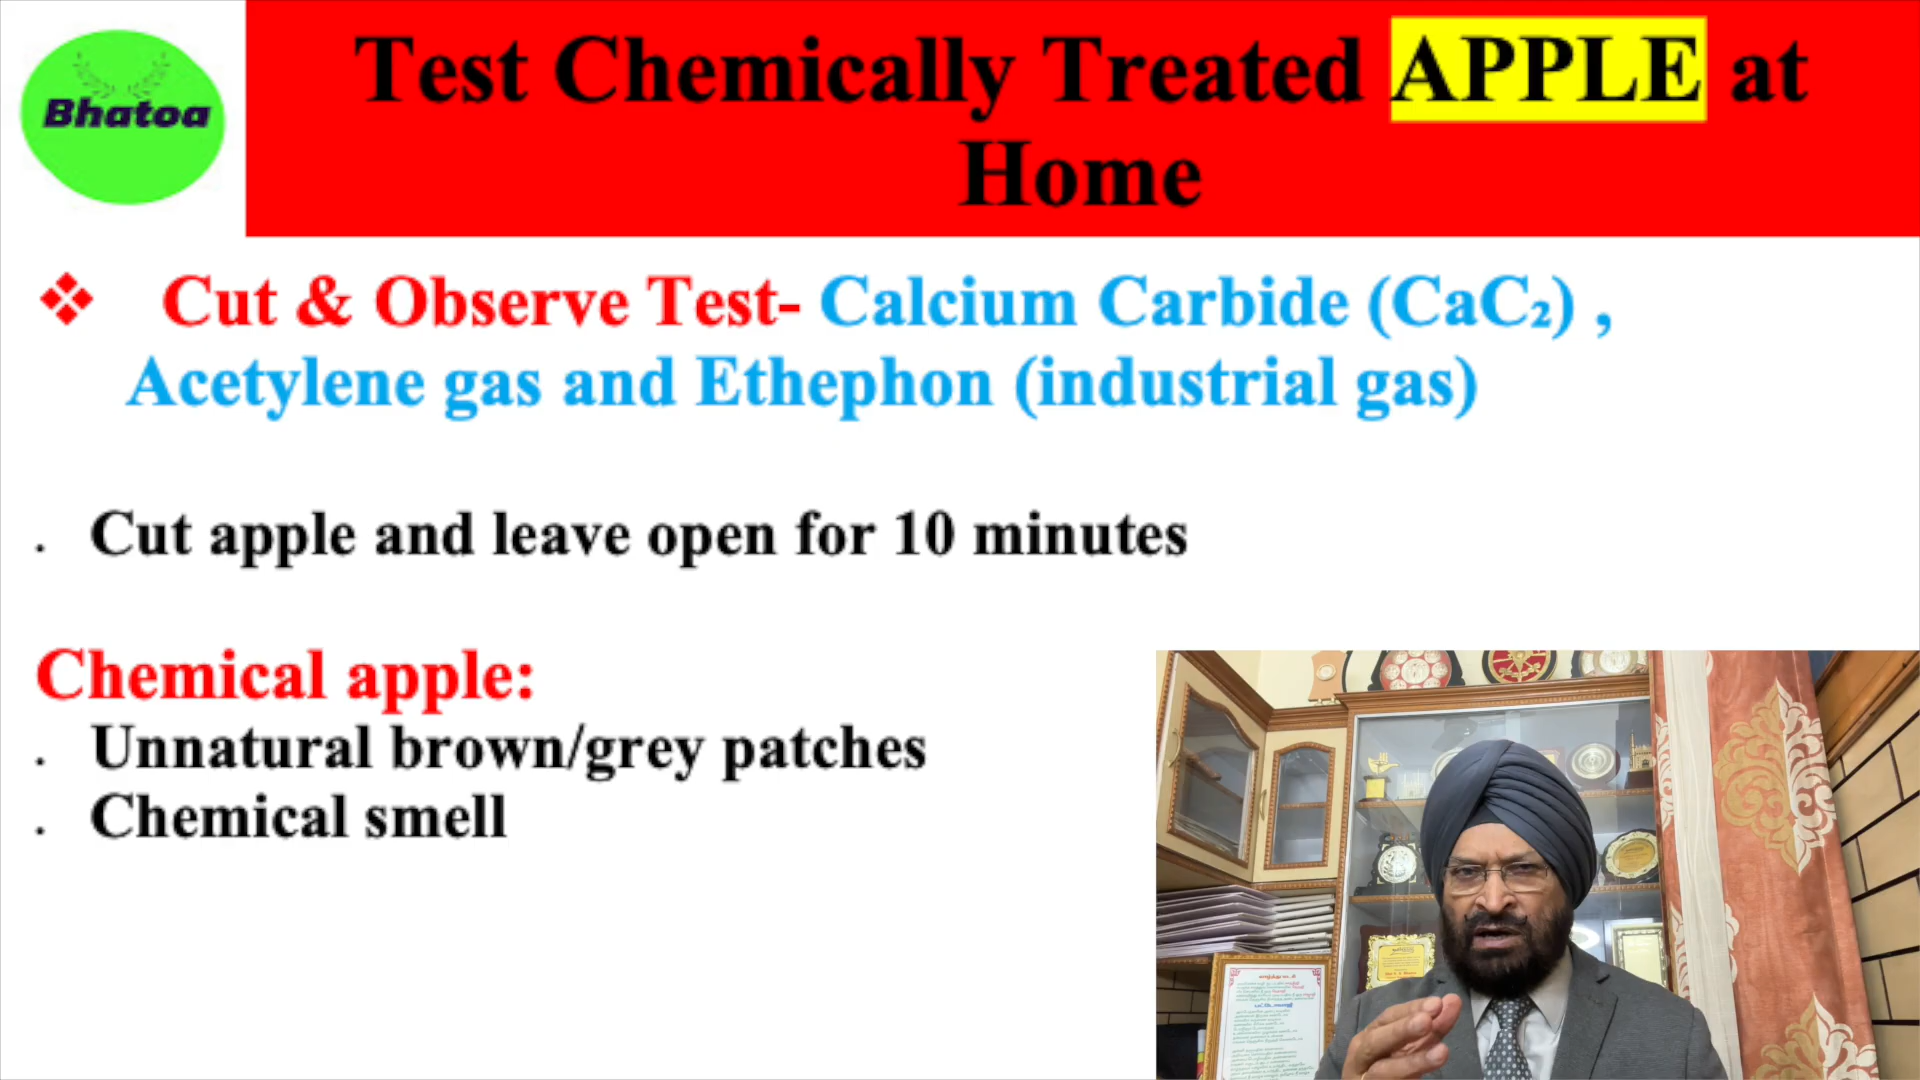 Bhatoa
Test Chemically Treated APPLE at
Home
❖ Cut & Observe Test- Calcium Carbide (CaC₂) ,
Acetylene gas and Ethephon (industrial gas)
. Cut apple and leave open for 10 minutes
Chemical apple:
. Unnatural brown/grey patches
. Chemical smell